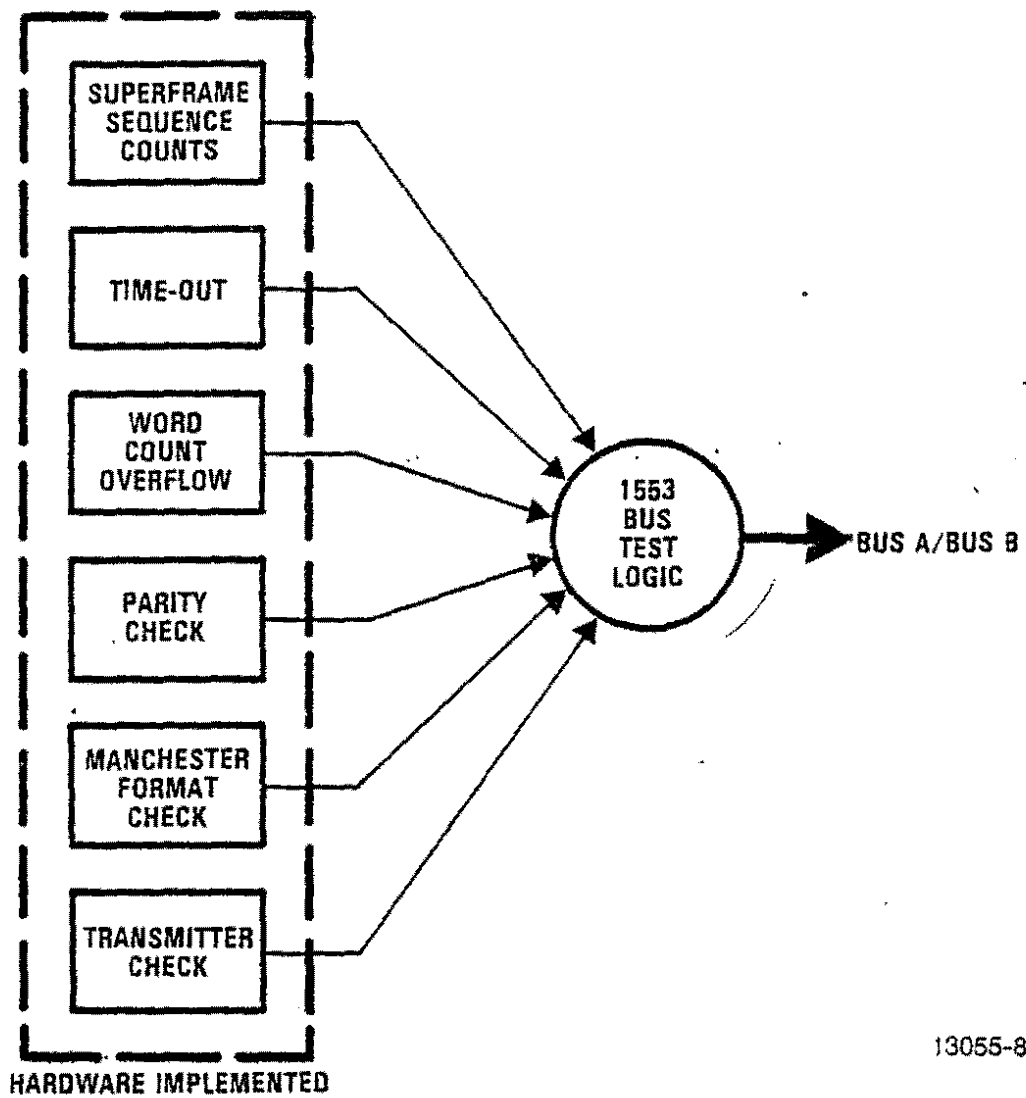 SUPERFRAME
SEQUENCE
COUNTS
TIME-OUT
WORD
COUNT
OVERFLOW
PARITY
CHECK
MANCHESTER
FORMAT
CHECK
TRANSMITTER
CHECK
HARDWARE IMPLEMENTED
1553
BUS
TEST
LOGIC
BUS A/BUS B
13055-8